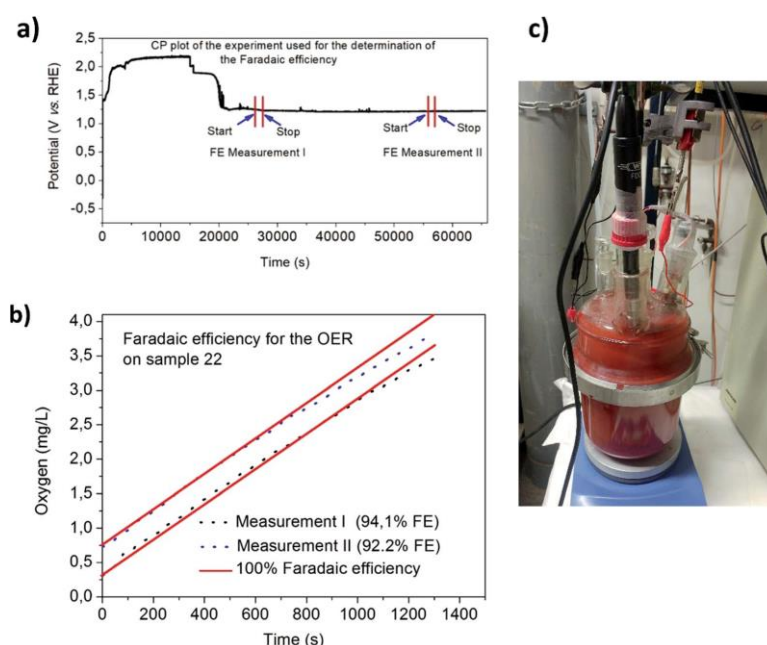 a)
CP plot of the experiment used for the determination of
the Faradaic efficiency
2,5
2,0
1,5
1,0
0,5
0,0
-0,5
Potential (V vs. RHE)
Start
Stop
FE Measurement I
Start
Stop
FE Measurement II
0 10000 20000 30000 40000 50000 60000
Time (s)
b)
4,0
3,5
3,0
2,5
2,0
1,5
1,0
0,5
0,0
Oxygen (mg/L)
Faradaic efficiency for the OER
on sample 22
Measurement I (94,1% FE)
Measurement II (92.2% FE)
100% Faradaic efficiency
0 200 400 600 800 1000 1200 1400
Time (s)
c)